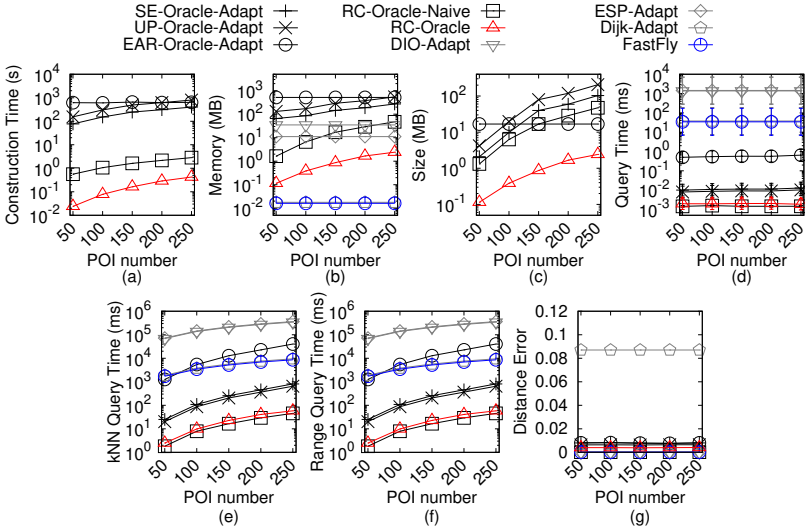 SE-Oracle-Adapt
UP-Oracle-Adapt
EAR-Oracle-Adapt
RC-Oracle-Naive
RC-Oracle
DIO-Adapt
ESP-Adapt
Dijk-Adapt
FastFly
Construction Time (s)
10^4
10^3
10^2
10^1
10^0
10^-1
10^-2
50 100 150 200 250
POI number
(a)
Memory (MB)
10^3
10^2
10^1
10^0
10^-1
10^-2
50 100 150 200 250
POI number
(b)
Size (MB)
10^2
10^1
10^0
10^-1
50 100 150 200 250
POI number
(c)
Query Time (ms)
10^4
10^3
10^2
10^1
10^0
10^-1
10^-2
10^-3
50 100 150 200 250
POI number
(d)
kNN Query Time (ms)
10^6
10^5
10^4
10^3
10^2
10^1
10^0
50 100 150 200 250
POI number
(e)
Range Query Time (ms)
10^6
10^5
10^4
10^3
10^2
10^1
10^0
50 100 150 200 250
POI number
(f)
Distance Error
0.12
0.1
0.08
0.06
0.04
0.02
0
50 100 150 200 250
POI number
(g)